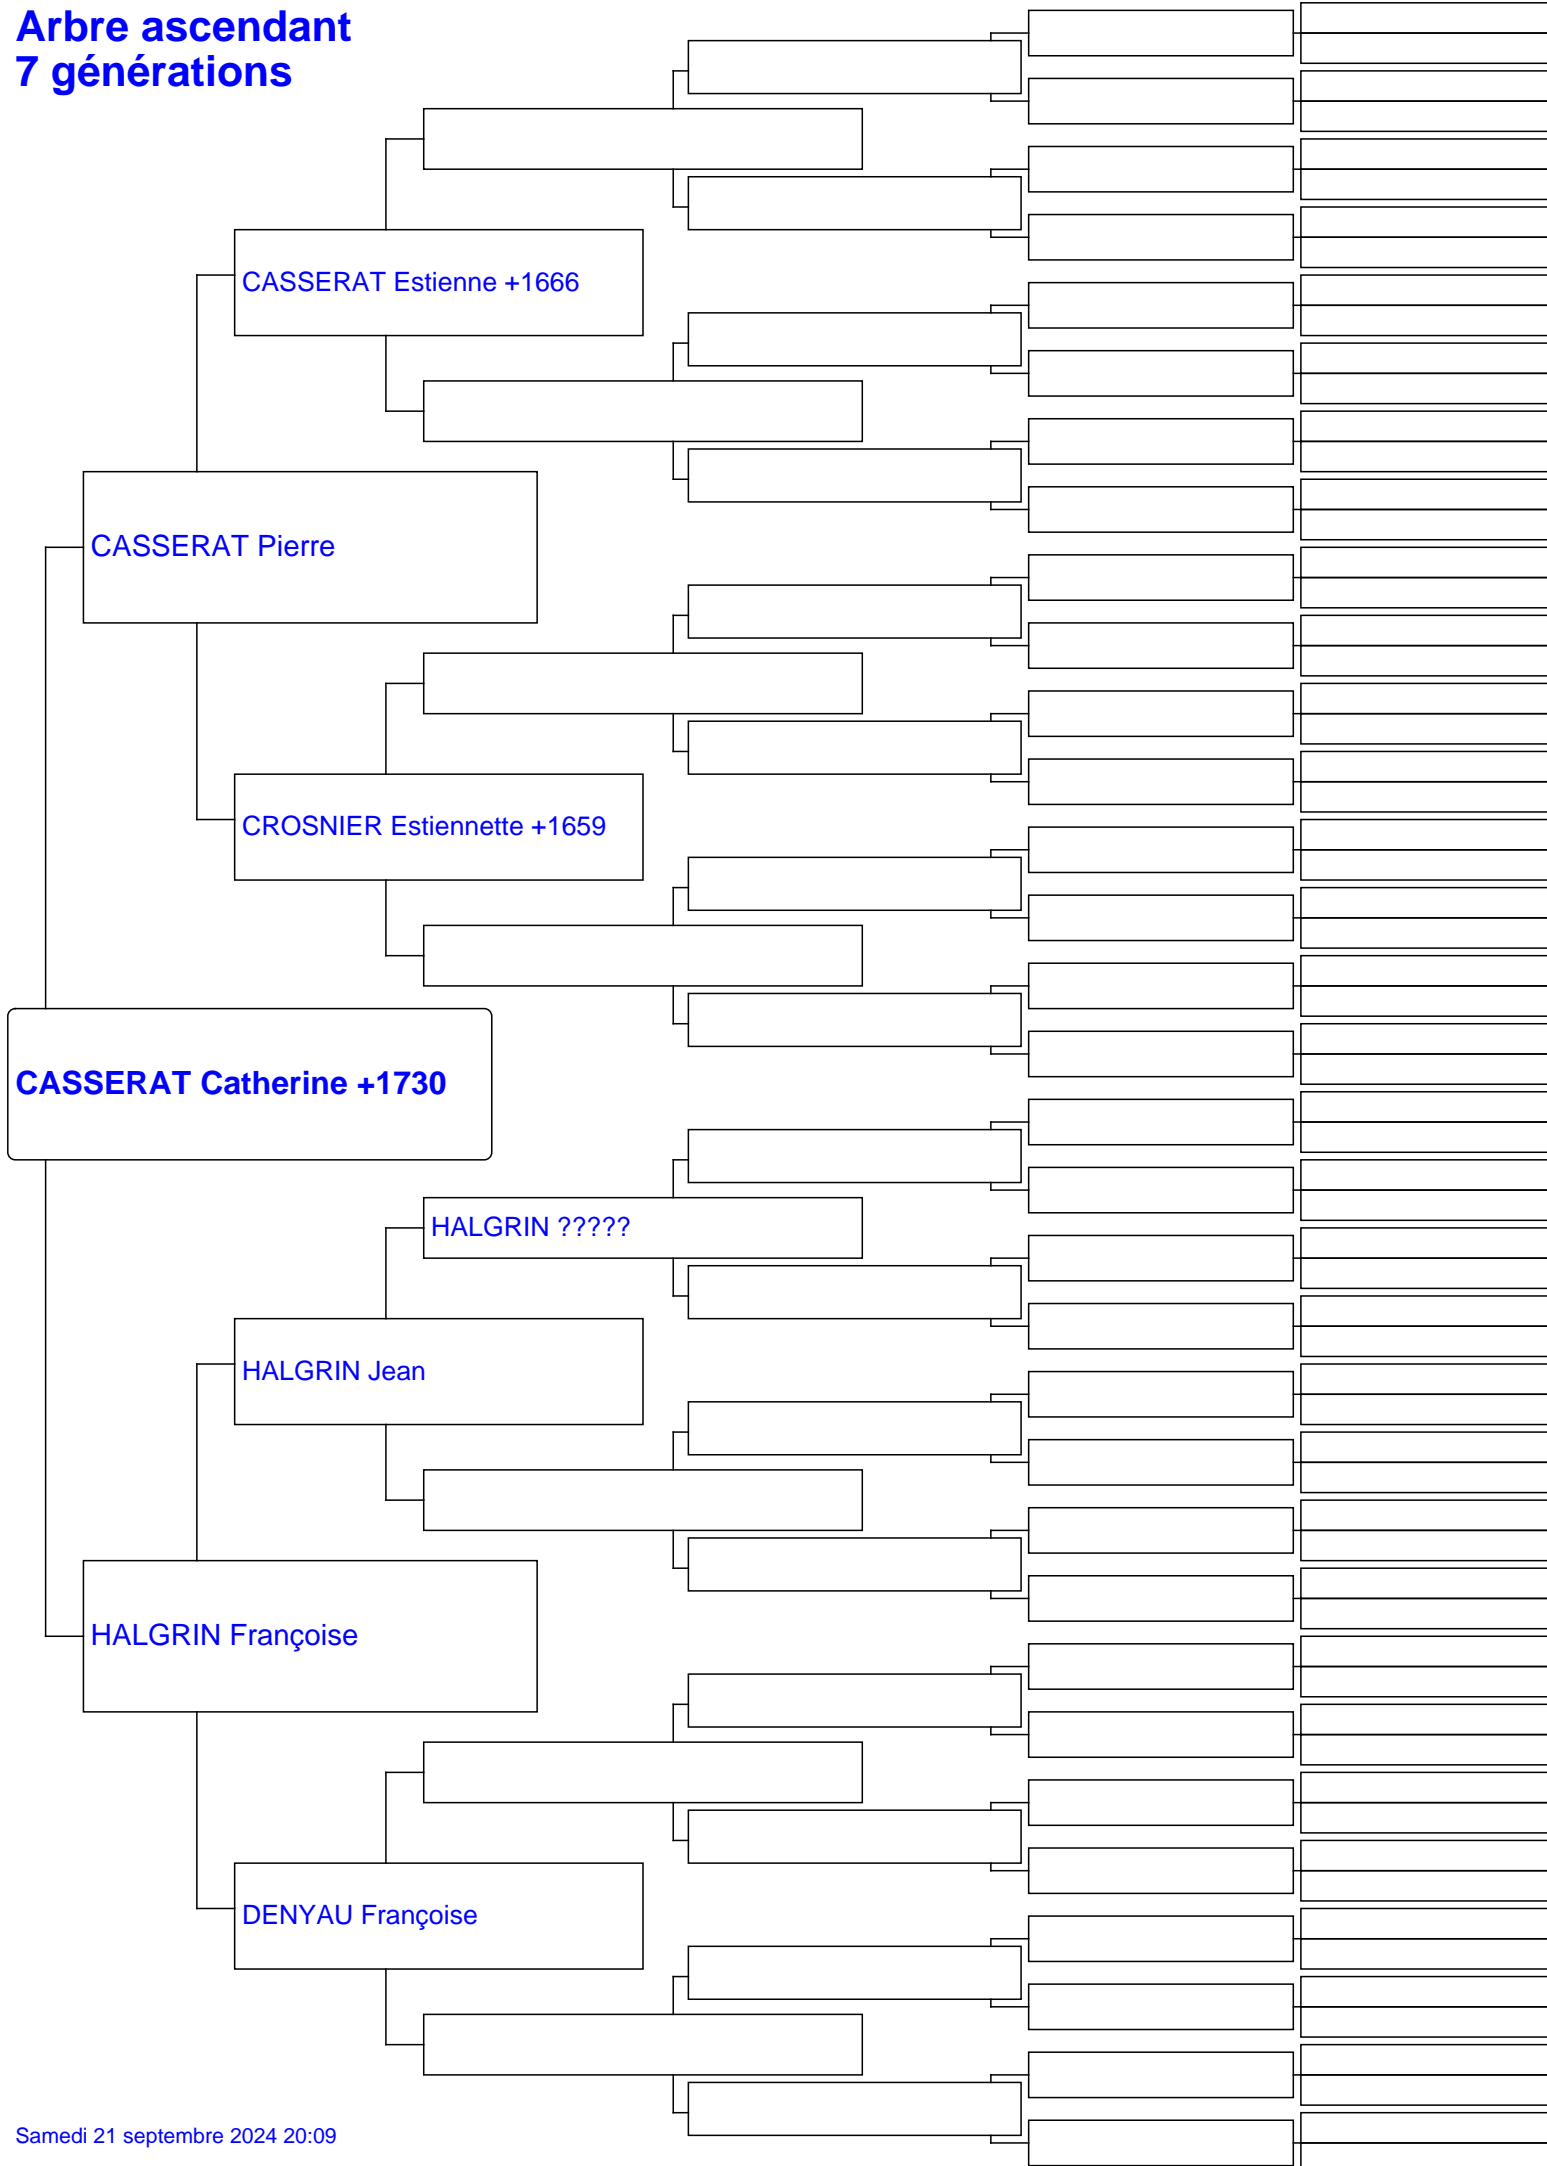 Arbre ascendant
7 générations
CASSERAT Estienne +1666
CASSERAT Pierre
CROSNIER Estiennette +1659
CASSERAT Catherine +1730
HALGRIN ?????
HALGRIN Jean
HALGRIN Françoise
DENYAU Françoise
Samedi 21 septembre 2024 20:09